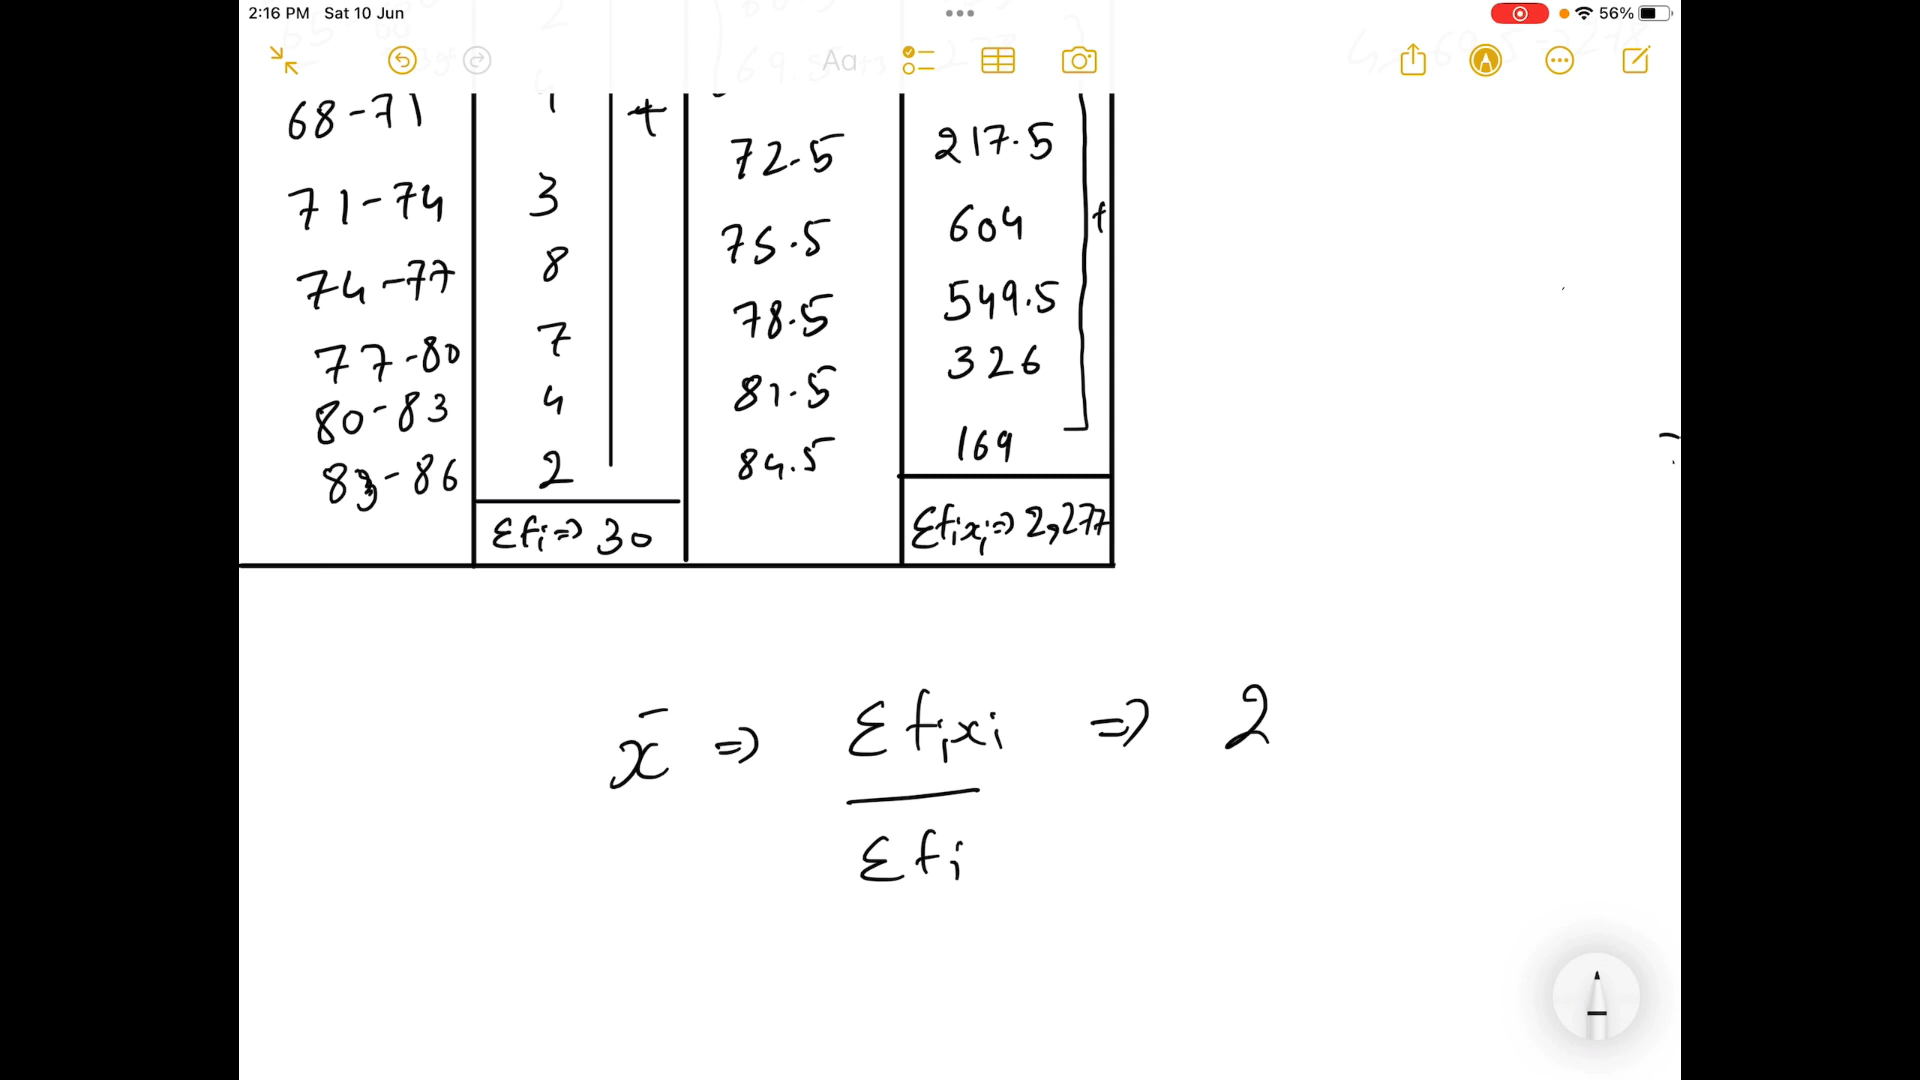 2:16 PM Sat 10 Jun
56%
Aa
68-71 +
72.5 217.5
71-74 3
75.5 604 +
74-77 8
78.5 549.5
77-80 7
81.5 326
80-83 4
84.5 169
83-86 2
Σfi ⇒ 30 Σfixi ⇒ 2,277
x̄ ⇒ Σfixi ⇒ 2
Σfi